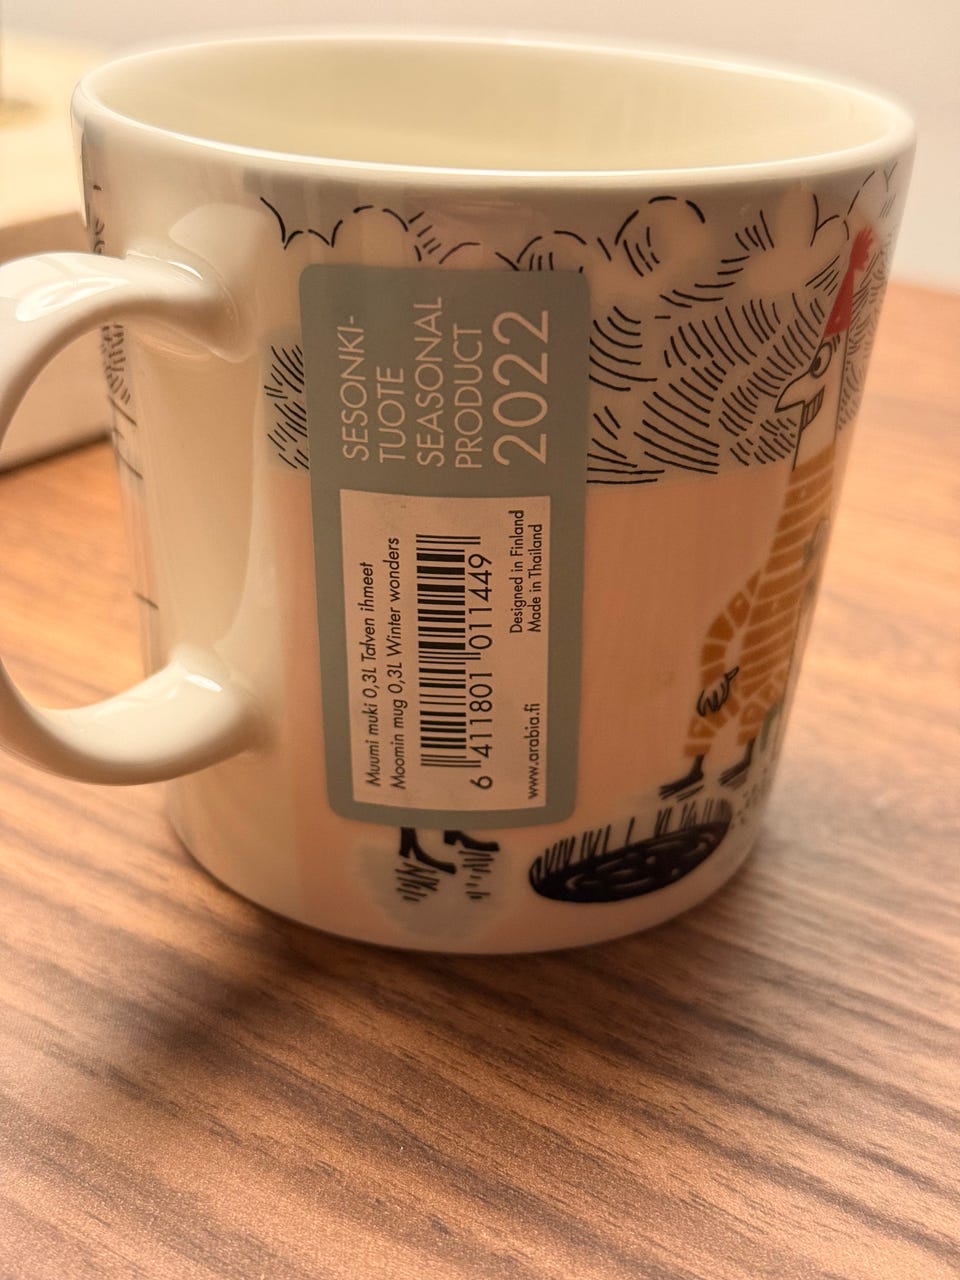 SESONKI-
TUOTE
SEASONAL
PRODUCT
2022
Muumi muki 0,3L Talven ihmeet
Moomin mug 0,3L Winter wonders
6 411801 011449
Designed in Finland
Made in Thailand
www.arabia.fi